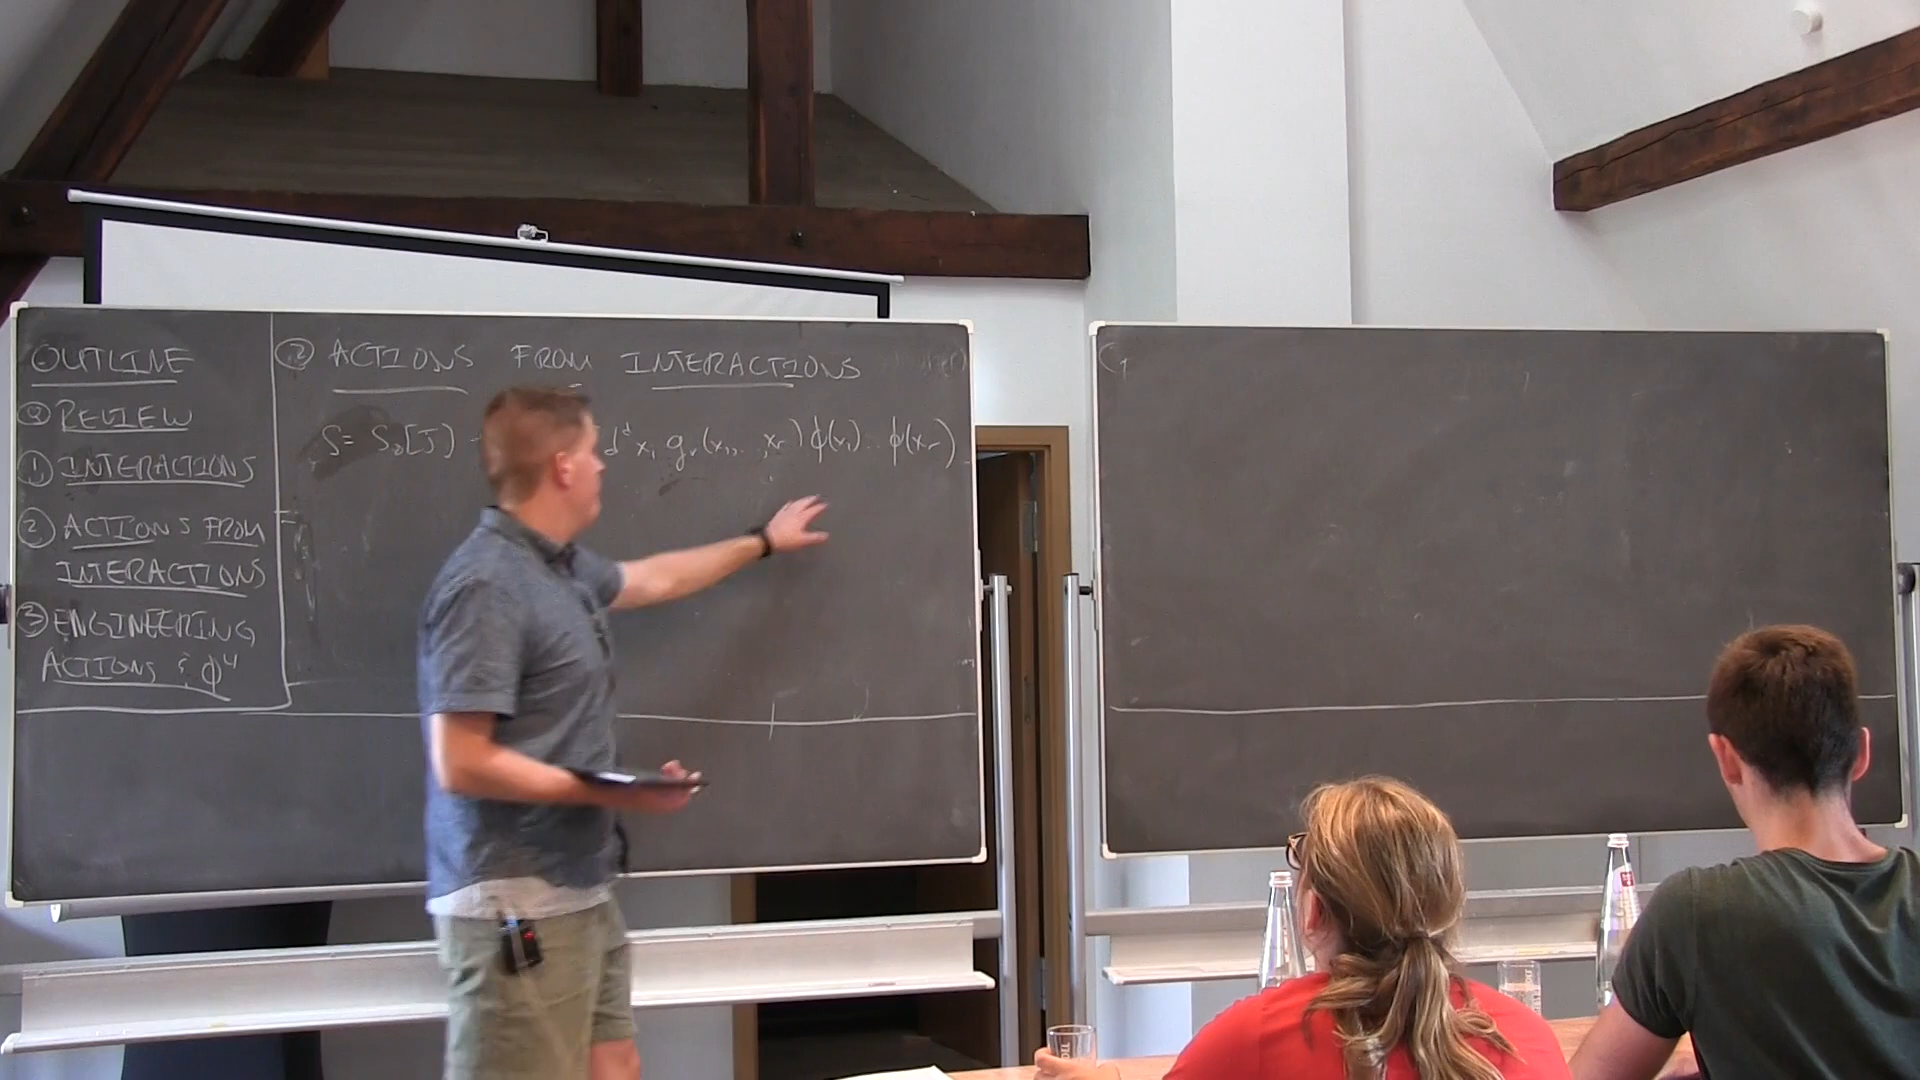 OUTLINE
⓪ REVIEW
① INTERACTIONS
② ACTIONS FROM
INTERACTIONS
③ ENGINEERING
ACTIONS & φ⁴
② ACTIONS FROM INTERACTIONS
S = S₀[J] dᵈx₁ gᵣ(x₁,...,xᵣ) φ(x₁)...φ(xᵣ)